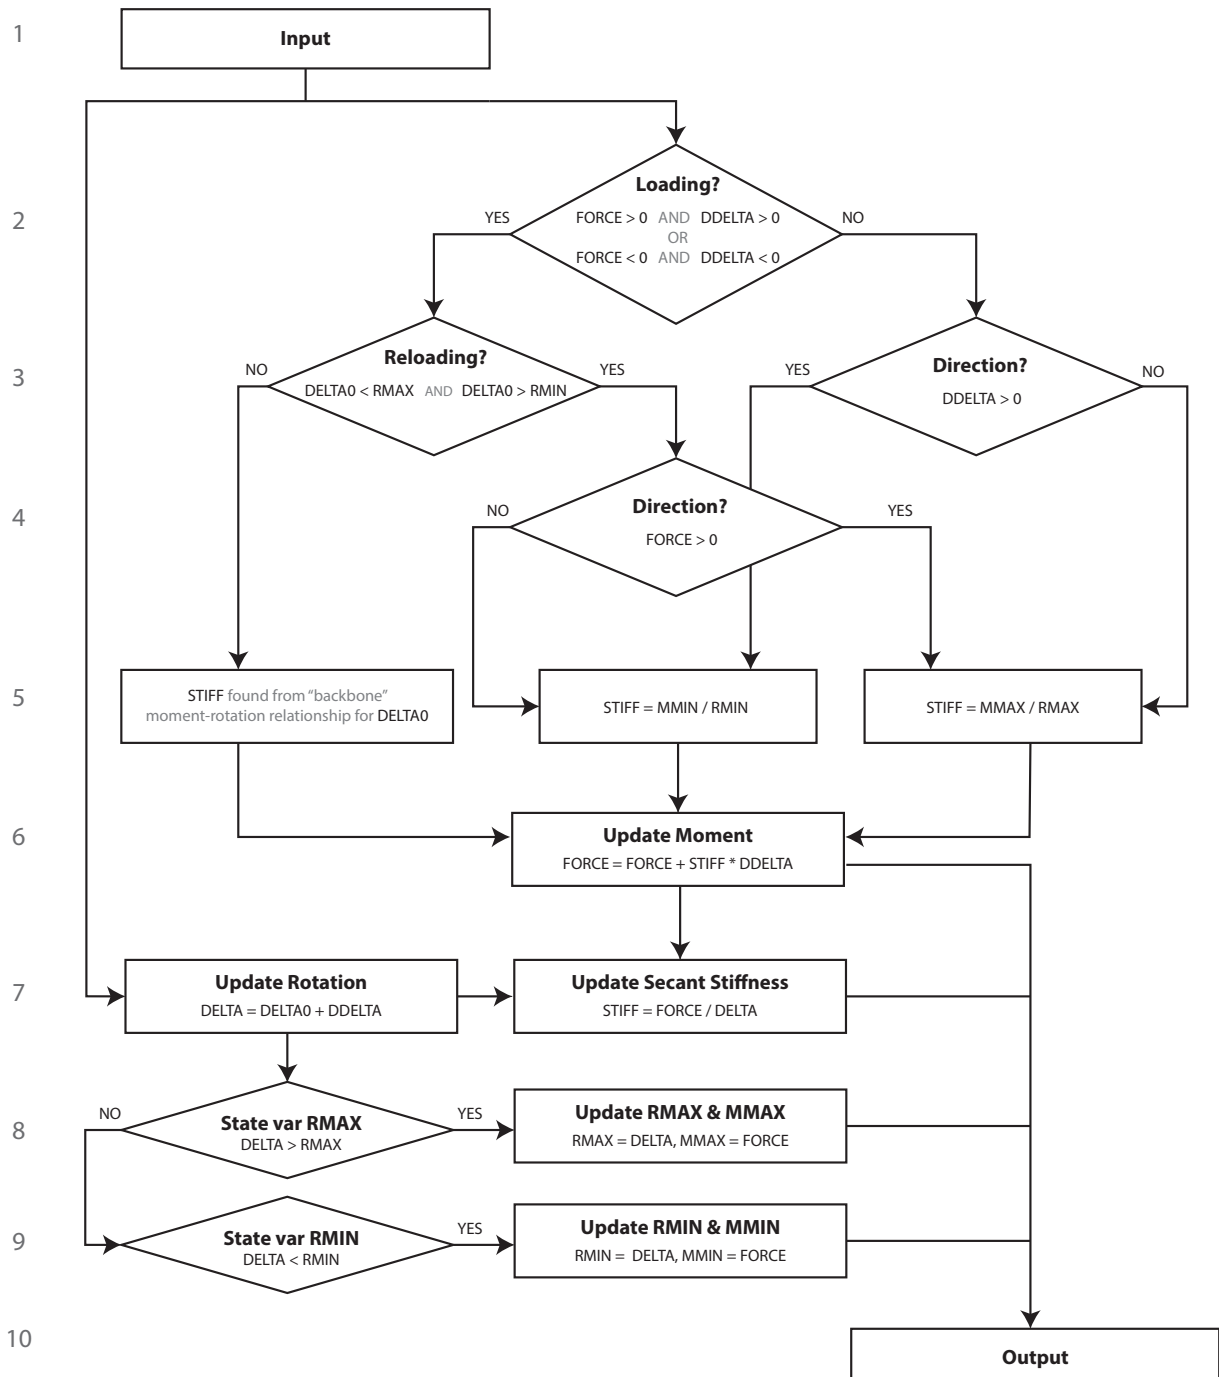 1
Input
2
Loading?
YES
FORCE > 0 AND DDELTA > 0
NO
OR
FORCE < 0 AND DDELTA < 0
3
Reloading?
NO
YES
DELTA0 < RMAX AND DELTA0 > RMIN
Direction?
YES
NO
DDELTA > 0
4
Direction?
NO
YES
FORCE > 0
5
STIFF found from “backbone”
moment-rotation relationship for DELTA0
STIFF = MMIN / RMIN
STIFF = MMAX / RMAX
6
Update Moment
FORCE = FORCE + STIFF * DDELTA
7
Update Rotation
DELTA = DELTA0 + DDELTA
Update Secant Stiffness
STIFF = FORCE / DELTA
8
NO
State var RMAX
DELTA > RMAX
YES
Update RMAX & MMAX
RMAX = DELTA, MMAX = FORCE
9
State var RMIN
DELTA < RMIN
YES
Update RMIN & MMIN
RMIN = DELTA, MMIN = FORCE
10
Output